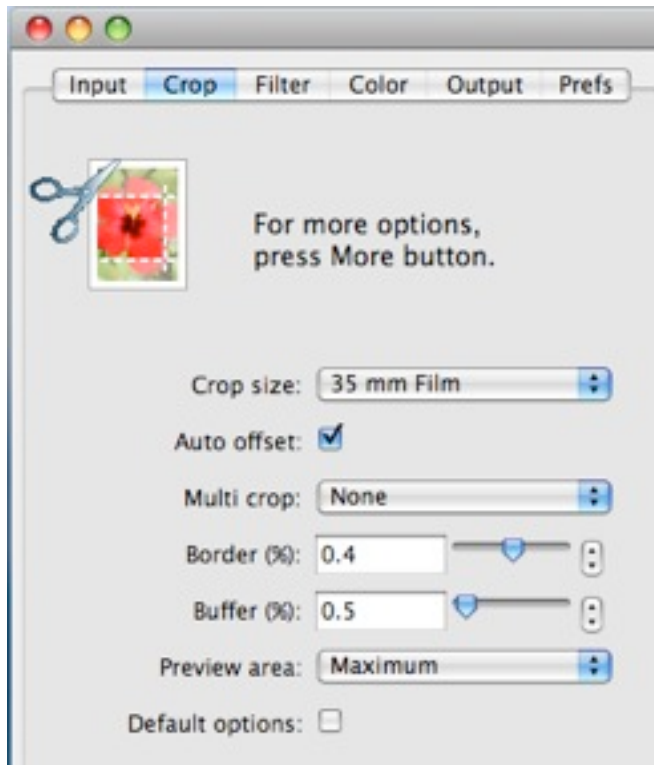 Input Crop Filter Color Output Prefs
For more options,
press More button.
Crop size: 35 mm Film
Auto offset:
Multi crop: None
Border (%): 0.4
Buffer (%): 0.5
Preview area: Maximum
Default options: